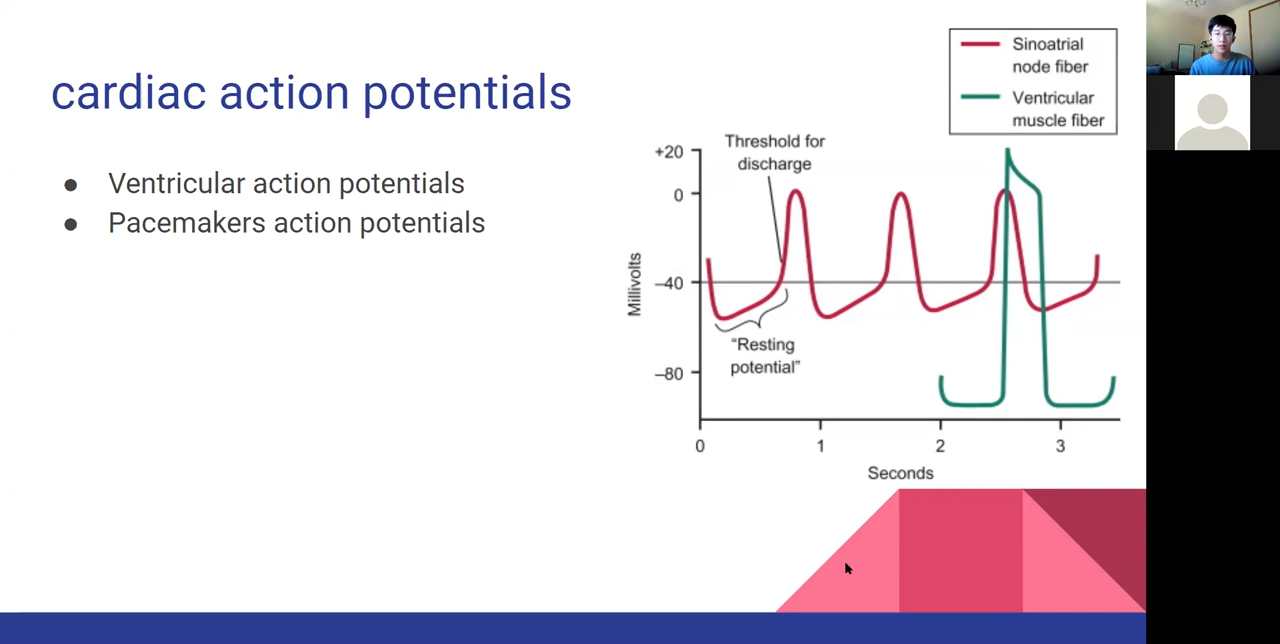 cardiac action potentials
● Ventricular action potentials
● Pacemakers action potentials
Sinoatrial
node fiber
Ventricular
muscle fiber
Threshold for
discharge
+20
0
–40
–80
Millivolts
“Resting
potential”
0 1 2 3
Seconds